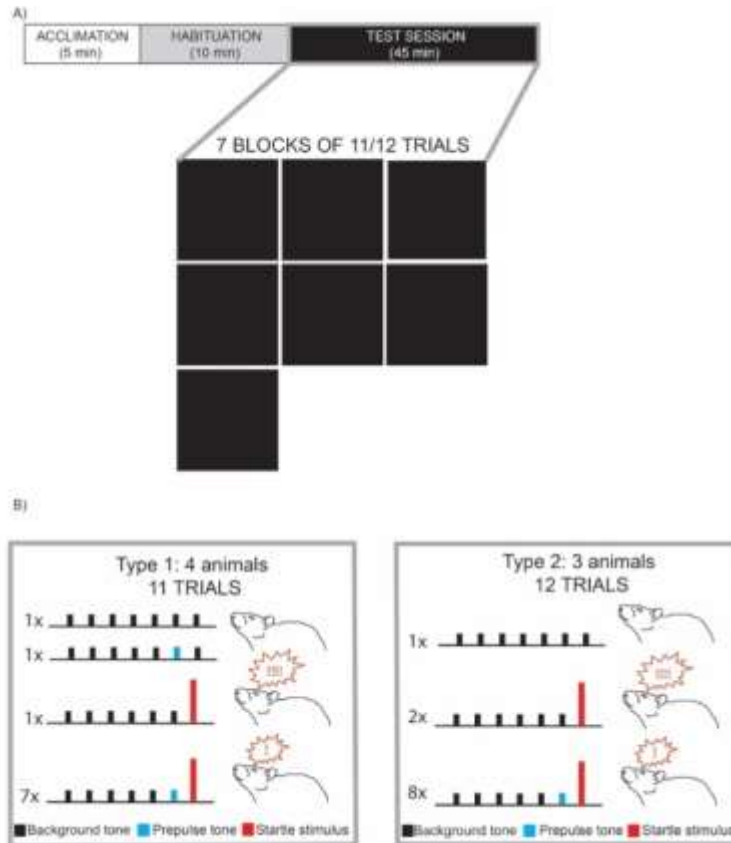 A)
ACCLIMATION
(5 min)
HABITUATION
(10 min)
TEST SESSION
(45 min)
7 BLOCKS OF 11/12 TRIALS
B)
Type 1: 4 animals
11 TRIALS
1x
1x
1x
7x
Background tone Prepulse tone Startle stimulus
Type 2: 3 animals
12 TRIALS
1x
2x
8x
Background tone Prepulse tone Startle stimulus